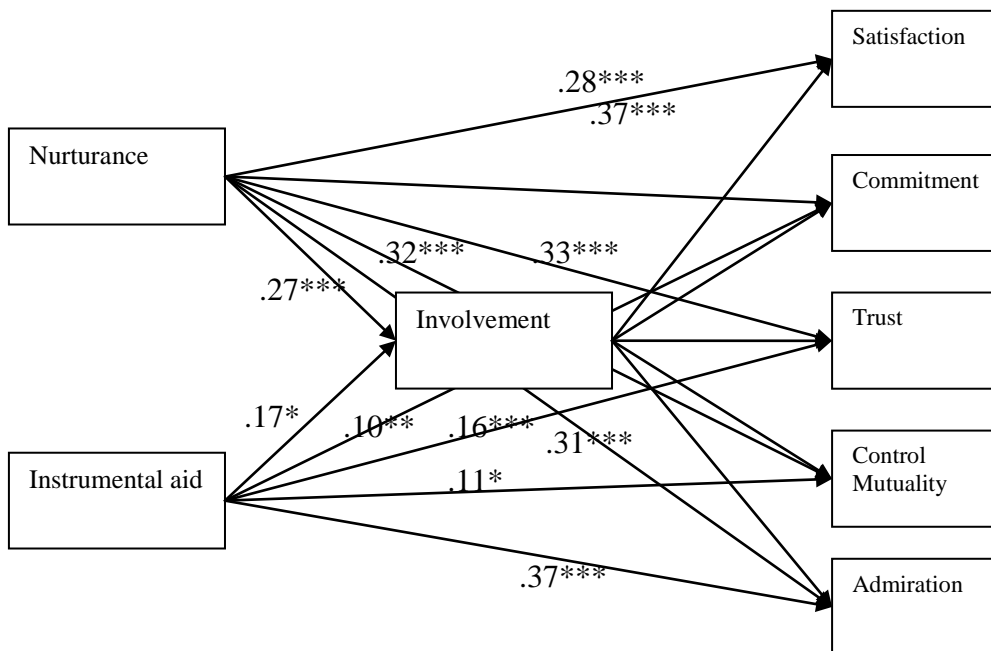 Satisfaction
.28***
.37***
Nurturance
Commitment
.32***
.33***
.27***
Involvement
Trust
.17*
.10**
.16***
.31***
Control
Mutuality
Instrumental aid
.11*
.37***
Admiration